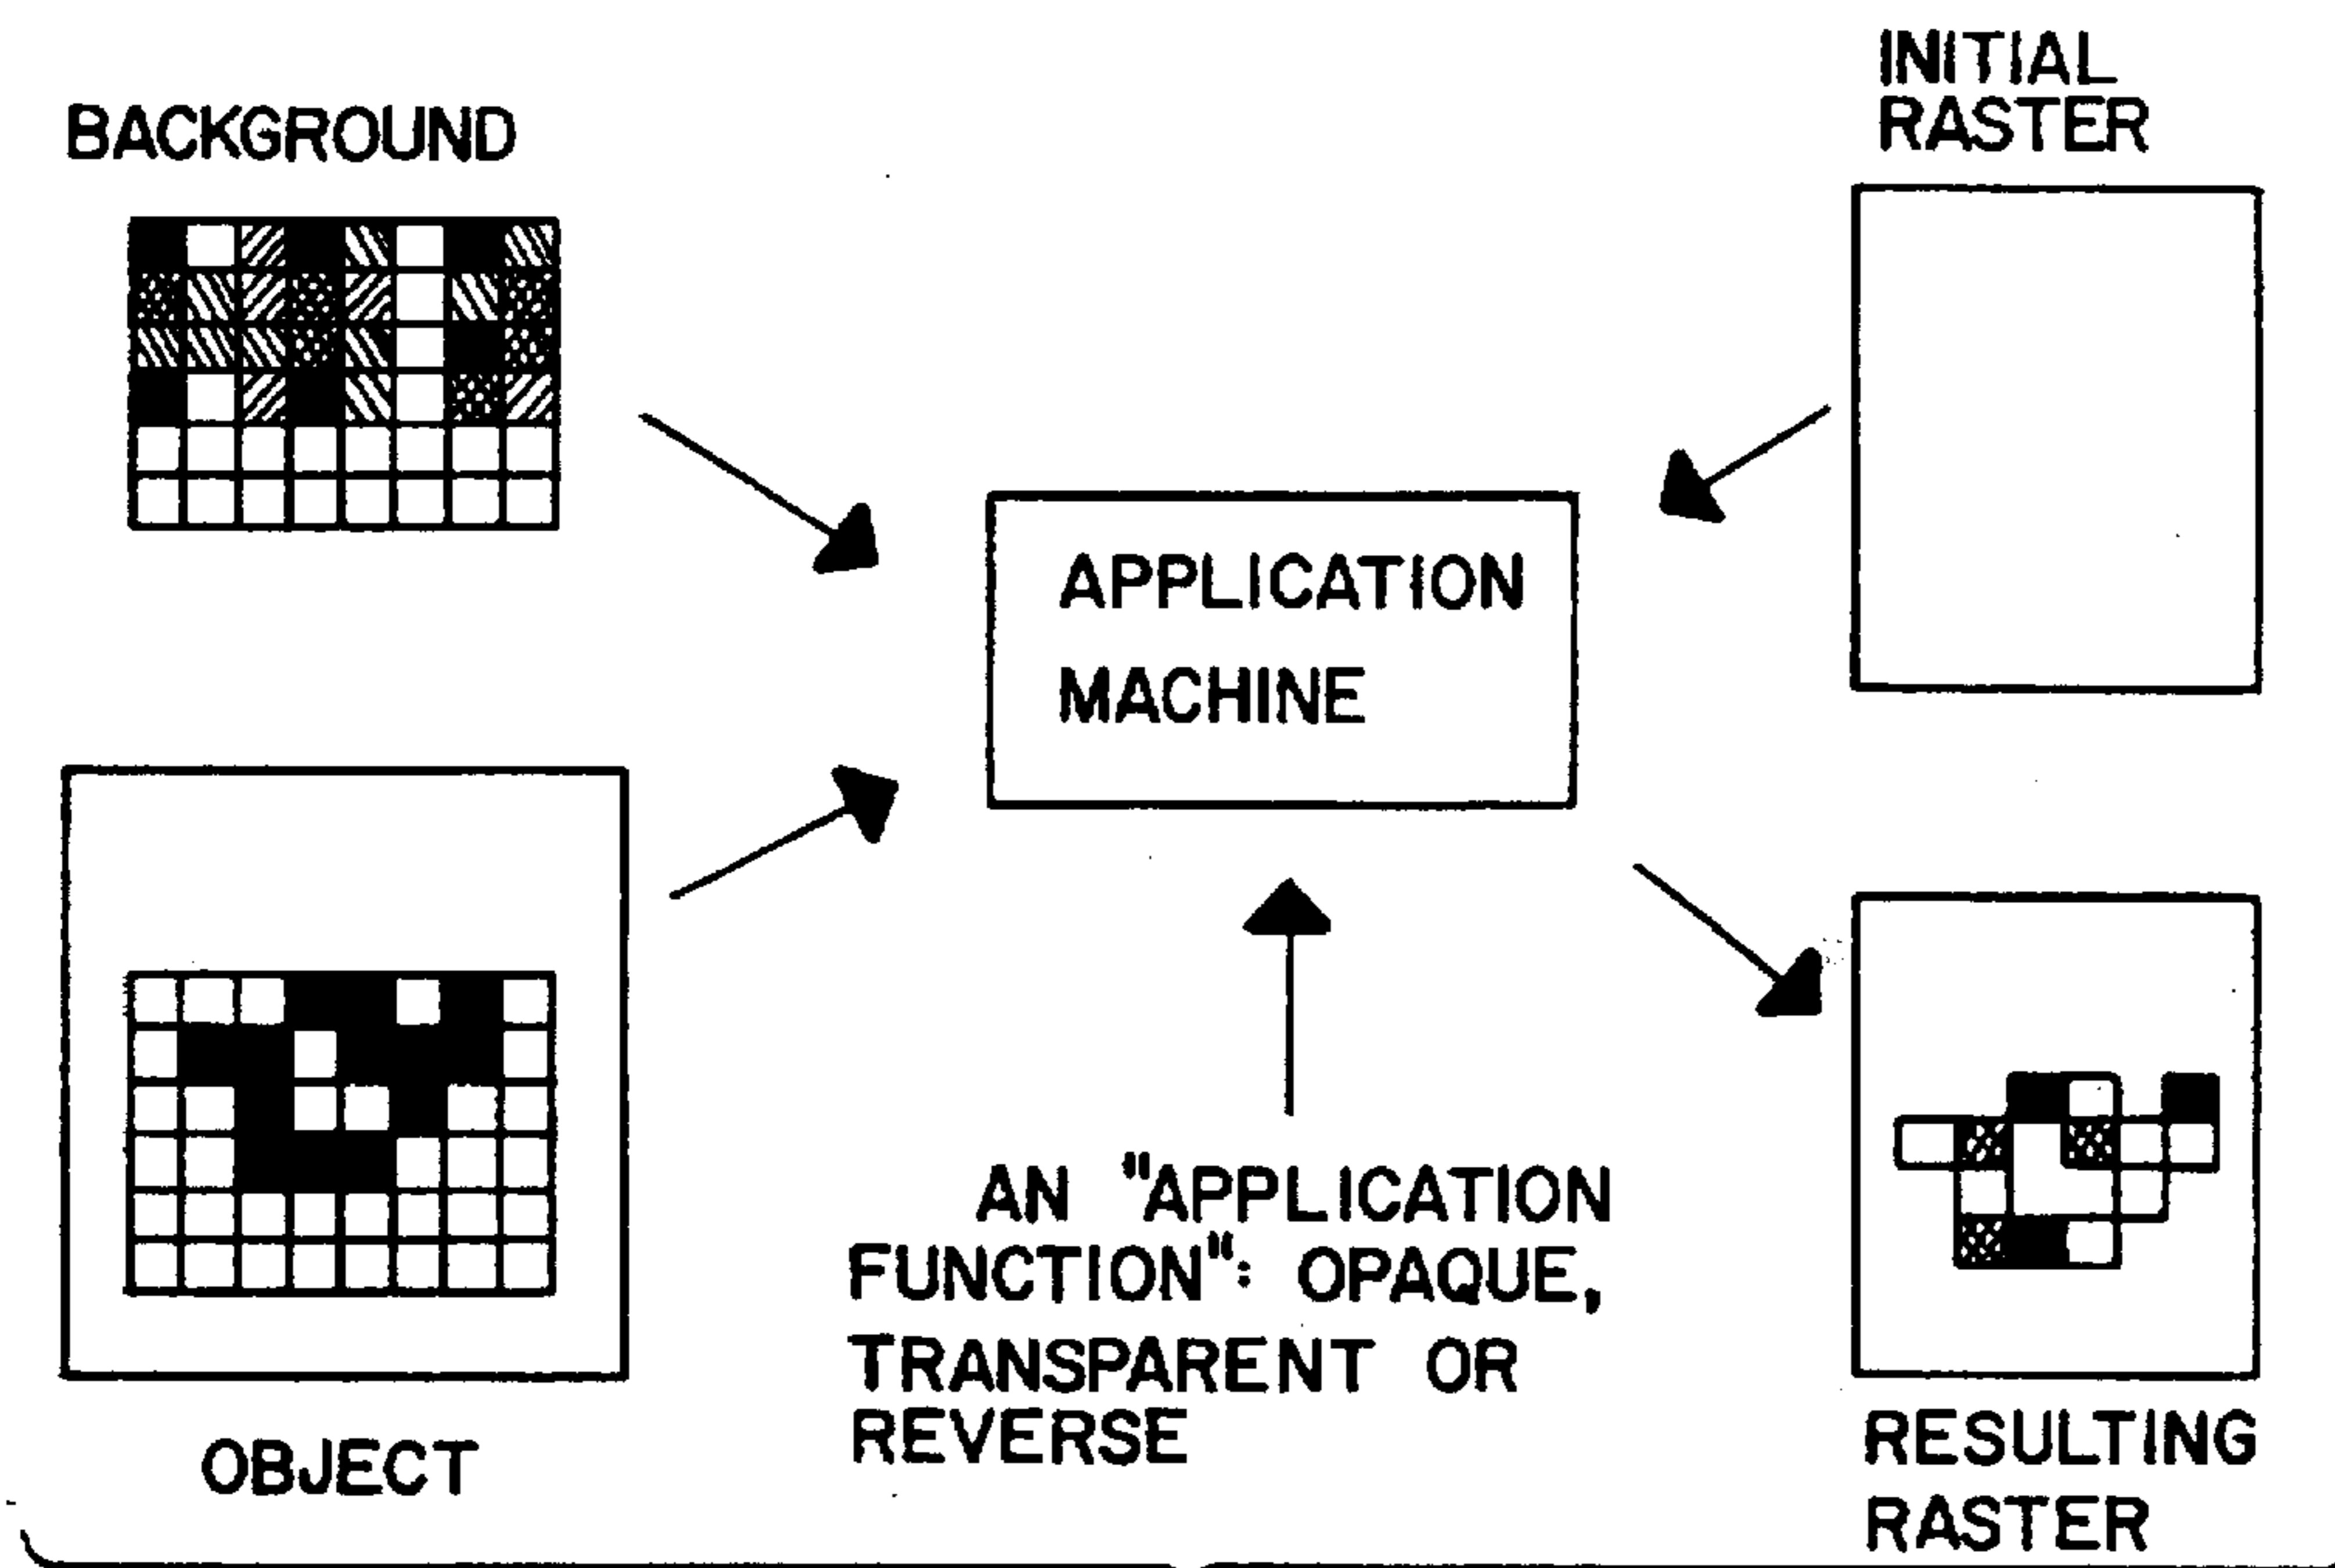 BACKGROUND
INITIAL
RASTER
APPLICATION
MACHINE
AN "APPLICATION
FUNCTION": OPAQUE,
TRANSPARENT OR
REVERSE
OBJECT
RESULTING
RASTER